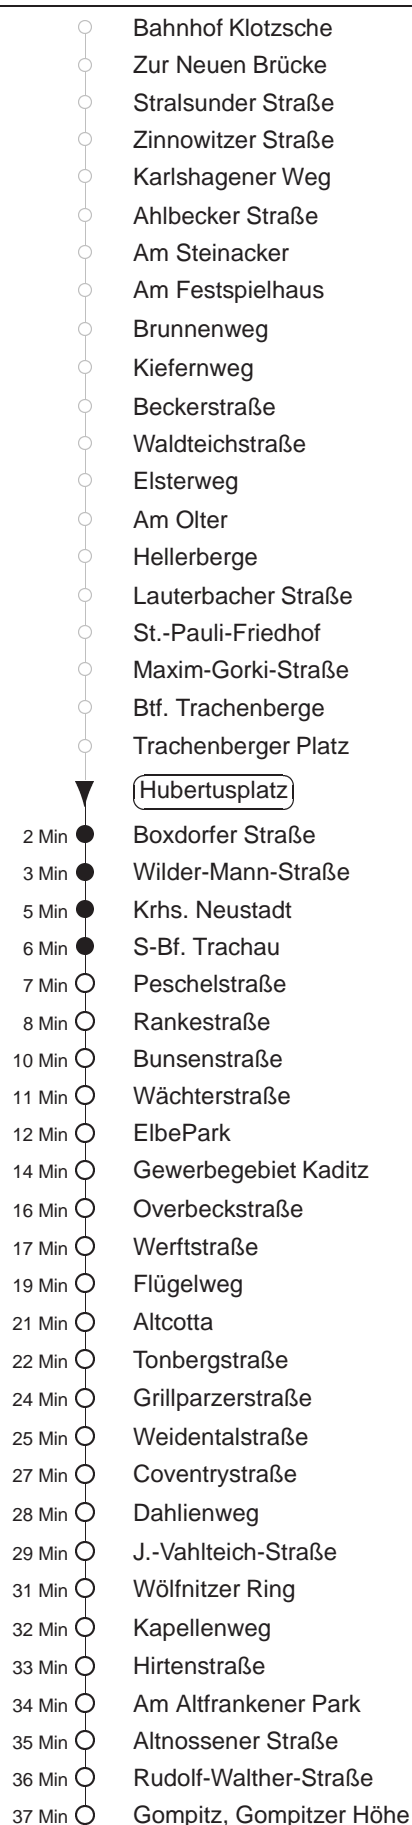 Bahnhof Klotzsche
Zur Neuen Brücke
Stralsunder Straße
Zinnowitzer Straße
Karlshagener Weg
Ahlbecker Straße
Am Steinacker
Am Festspielhaus
Brunnenweg
Kiefernweg
Beckerstraße
Waldteichstraße
Elsterweg
Am Olter
Hellerberge
Lauterbacher Straße
St.-Pauli-Friedhof
Maxim-Gorki-Straße
Btf. Trachenberge
Trachenberger Platz
Hubertusplatz
2 Min Boxdorfer Straße
3 Min Wilder-Mann-Straße
5 Min Krhs. Neustadt
6 Min S-Bf. Trachau
7 Min Peschelstraße
8 Min Rankestraße
10 Min Bunsenstraße
11 Min Wächterstraße
12 Min ElbePark
14 Min Gewerbegebiet Kaditz
16 Min Overbeckstraße
17 Min Werftstraße
19 Min Flügelweg
21 Min Altcotta
22 Min Tonbergstraße
24 Min Grillparzerstraße
25 Min Weidentalstraße
27 Min Coventrystraße
28 Min Dahlienweg
29 Min J.-Vahlteich-Straße
31 Min Wölfnitzer Ring
32 Min Kapellenweg
33 Min Hirtenstraße
34 Min Am Altfrankener Park
35 Min Altnossener Straße
36 Min Rudolf-Walther-Straße
37 Min Gompitz, Gompitzer Höhe